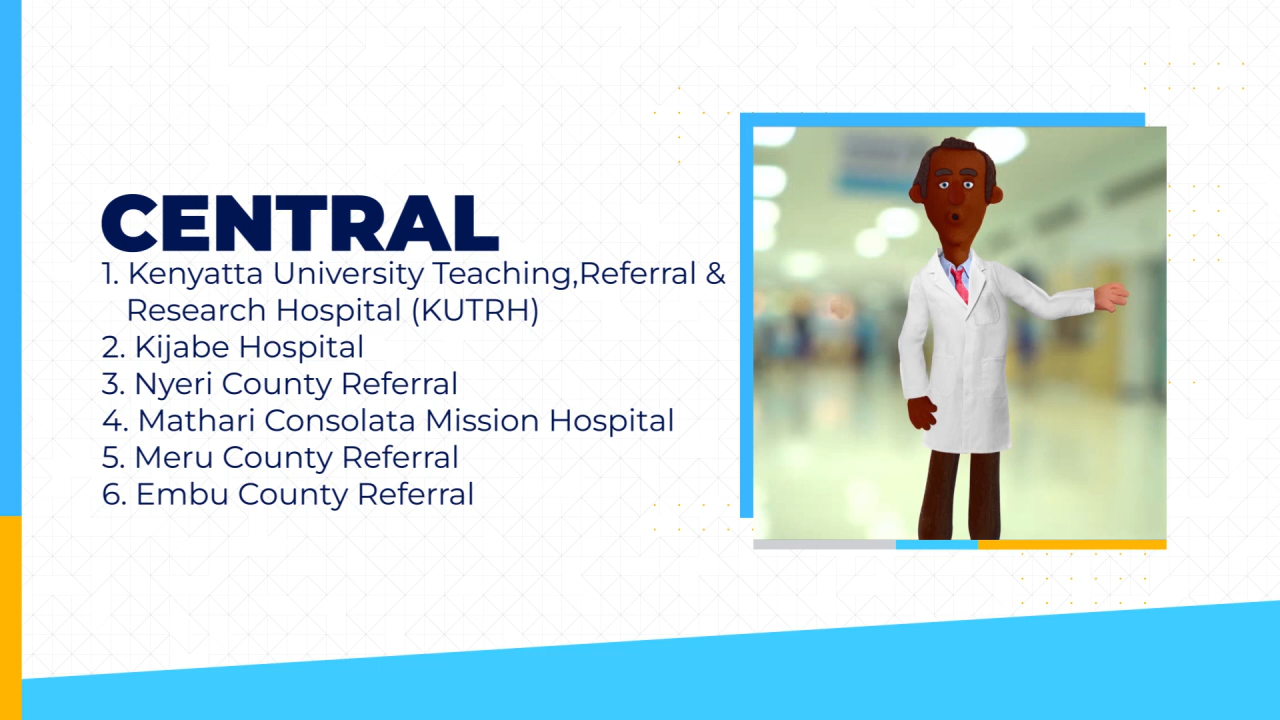 CENTRAL
1. Kenyatta University Teaching,Referral &
Research Hospital (KUTRH)
2. Kijabe Hospital
3. Nyeri County Referral
4. Mathari Consolata Mission Hospital
5. Meru County Referral
6. Embu County Referral